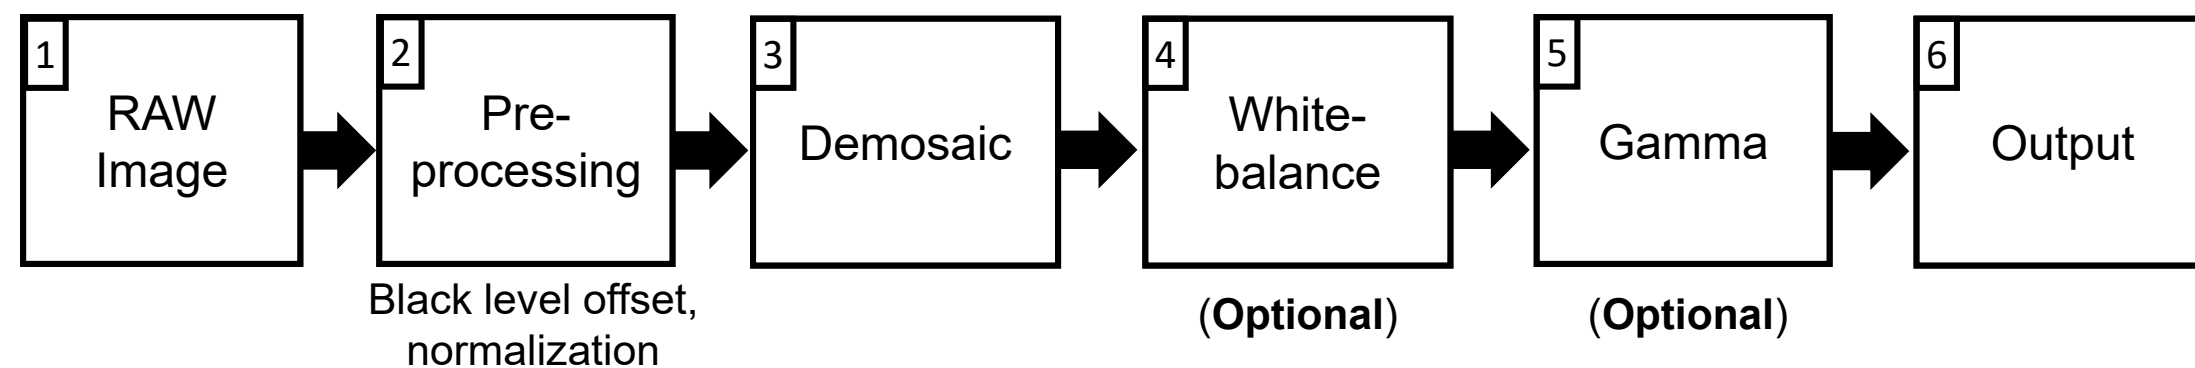 1
RAW
Image
2
Pre-
processing
Black level offset,
normalization
3
Demosaic
4
White-
balance
(Optional)
5
Gamma
(Optional)
6
Output